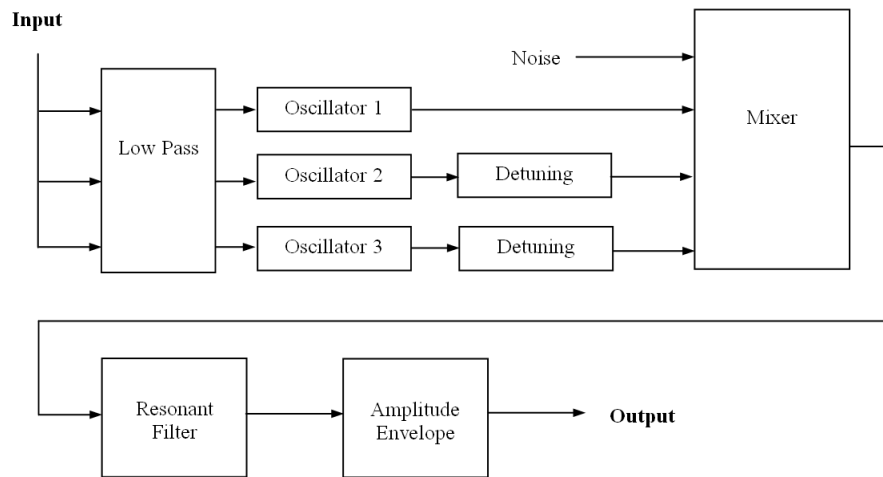 Input
Noise
Oscillator 1
Mixer
Low Pass
Oscillator 2
Detuning
Oscillator 3
Detuning
Resonant
Filter
Amplitude
Envelope
Output